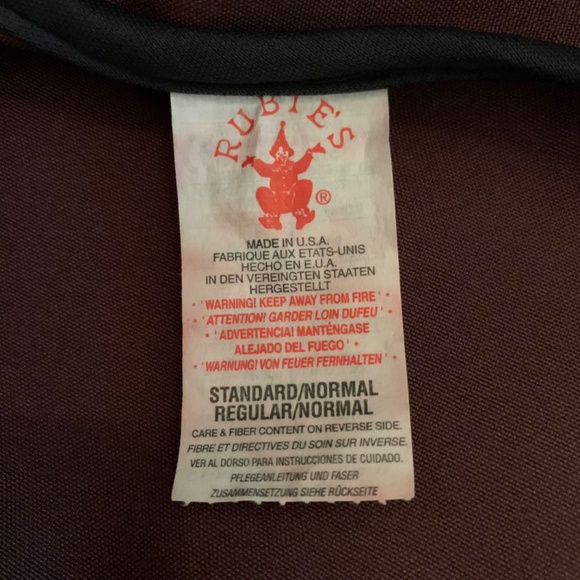 RUBIE'S
®
MADE IN U.S.A.
FABRIQUE AUX ETATS-UNIS
HECHO EN E.U.A.
IN DEN VEREINGTEN STAATEN
HERGESTELLT
• 'WARNING! KEEP AWAY FROM FIRE' •
• 'ATTENTION! GARDER LOIN DUFEU' •
• 'ADVERTENCIA! MANTÉNGASE
ALEJADO DEL FUEGO' •
• 'WARNUNG! VON FEUER FERNHALTEN' •
STANDARD/NORMAL
REGULAR/NORMAL
CARE & FIBER CONTENT ON REVERSE SIDE.
FIBRE ET DIRECTIVES DU SOIN SUR INVERSE.
VER AL DORSO PARA INSTRUCCIONES DE CUIDADO.
PFLEGEANLEITUNG UND FASER
ZUSAMMENSETZUNG SIEHE RÜCKSEITE